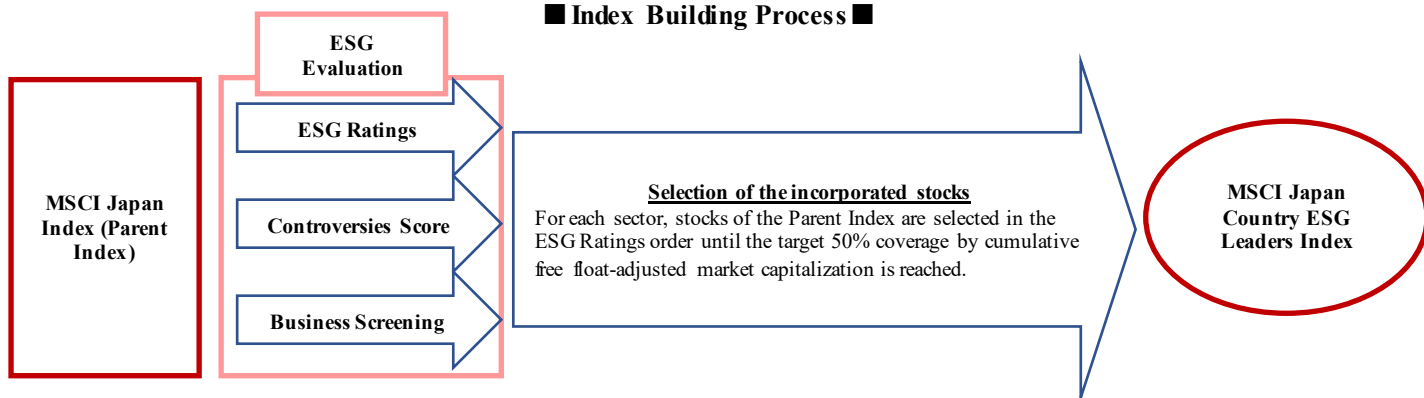 ■ Index Building Process ■
ESG
Evaluation
MSCI Japan
Index (Parent
Index)
ESG Ratings
Controversies Score
Business Screening
Selection of the incorporated stocks
For each sector, stocks of the Parent Index are selected in the
ESG Ratings order until the target 50% coverage by cumulative
free float-adjusted market capitalization is reached.
MSCI Japan
Country ESG
Leaders Index